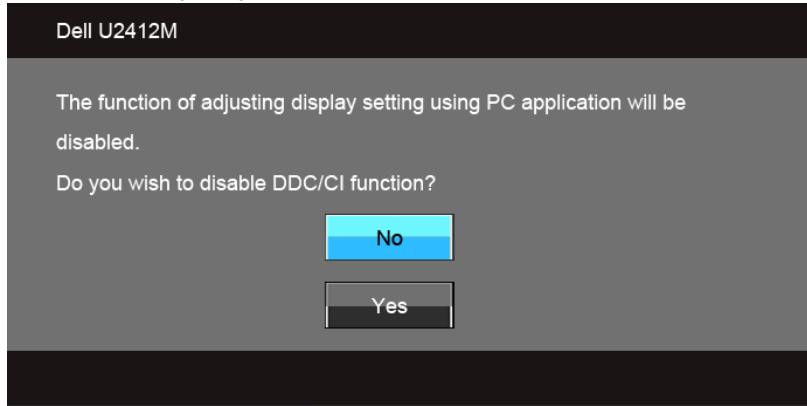 Dell U2412M
The function of adjusting display setting using PC application will be
disabled.
Do you wish to disable DDC/CI function?
No
Yes